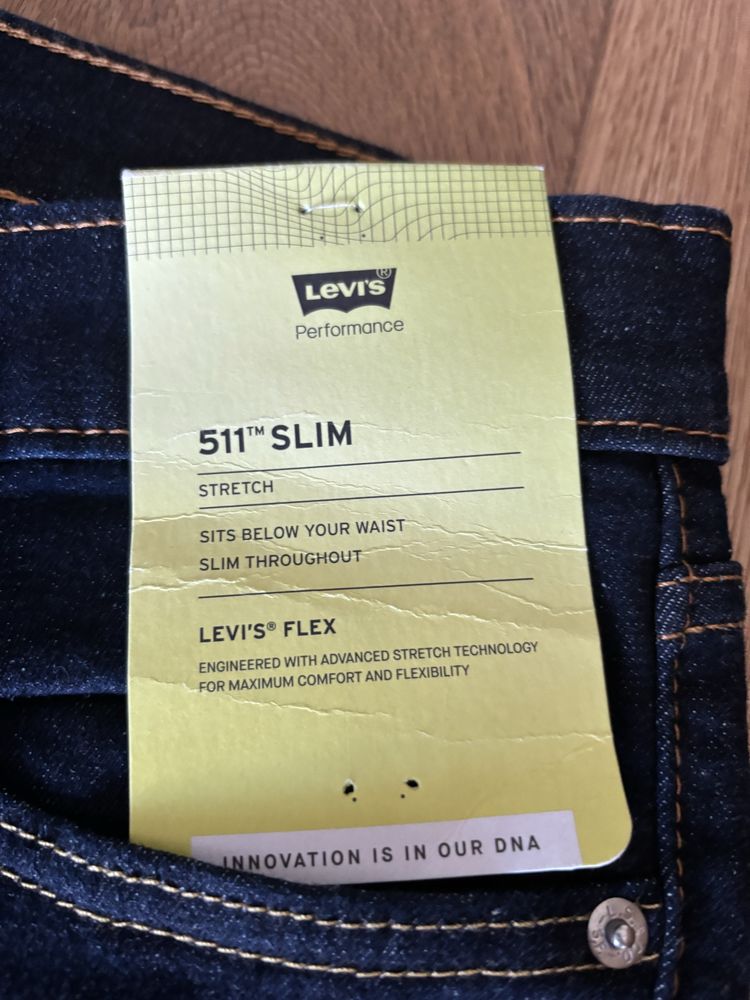 LEVI'S®
Performance
511™ SLIM
STRETCH
SITS BELOW YOUR WAIST
SLIM THROUGHOUT
LEVI'S® FLEX
ENGINEERED WITH ADVANCED STRETCH TECHNOLOGY
FOR MAXIMUM COMFORT AND FLEXIBILITY
INNOVATION IS IN OUR DNA